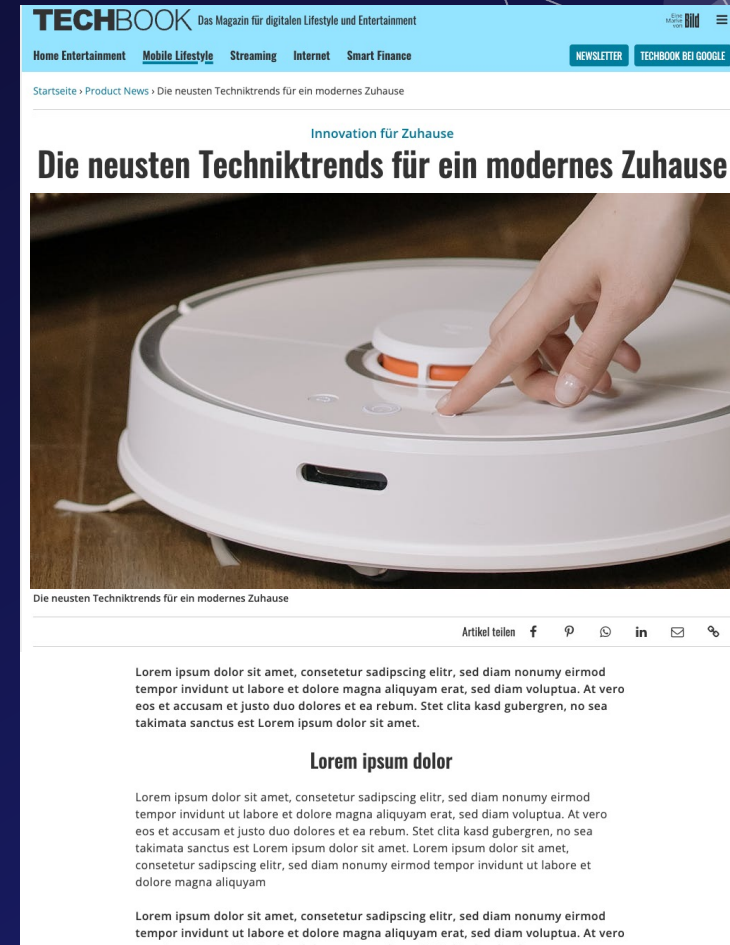 TECHBOOK Das Magazin für digitalen Lifestyle und Entertainment
Eine Marke von Bild
Home Entertainment Mobile Lifestyle Streaming Internet Smart Finance
NEWSLETTER TECHBOOK BEI GOOGLE
Startseite › Product News › Die neusten Techniktrends für ein modernes Zuhause
Innovation für Zuhause
Die neusten Techniktrends für ein modernes Zuhause
Die neusten Techniktrends für ein modernes Zuhause
Artikel teilen
Lorem ipsum dolor sit amet, consetetur sadipscing elitr, sed diam nonumy eirmod
tempor invidunt ut labore et dolore magna aliquyam erat, sed diam voluptua. At vero
eos et accusam et justo duo dolores et ea rebum. Stet clita kasd gubergren, no sea
takimata sanctus est Lorem ipsum dolor sit amet.
Lorem ipsum dolor
Lorem ipsum dolor sit amet, consetetur sadipscing elitr, sed diam nonumy eirmod
tempor invidunt ut labore et dolore magna aliquyam erat, sed diam voluptua. At vero
eos et accusam et justo duo dolores et ea rebum. Stet clita kasd gubergren, no sea
takimata sanctus est Lorem ipsum dolor sit amet. Lorem ipsum dolor sit amet,
consetetur sadipscing elitr, sed diam nonumy eirmod tempor invidunt ut labore et
dolore magna aliquyam
Lorem ipsum dolor sit amet, consetetur sadipscing elitr, sed diam nonumy eirmod
tempor invidunt ut labore et dolore magna aliquyam erat, sed diam voluptua. At vero